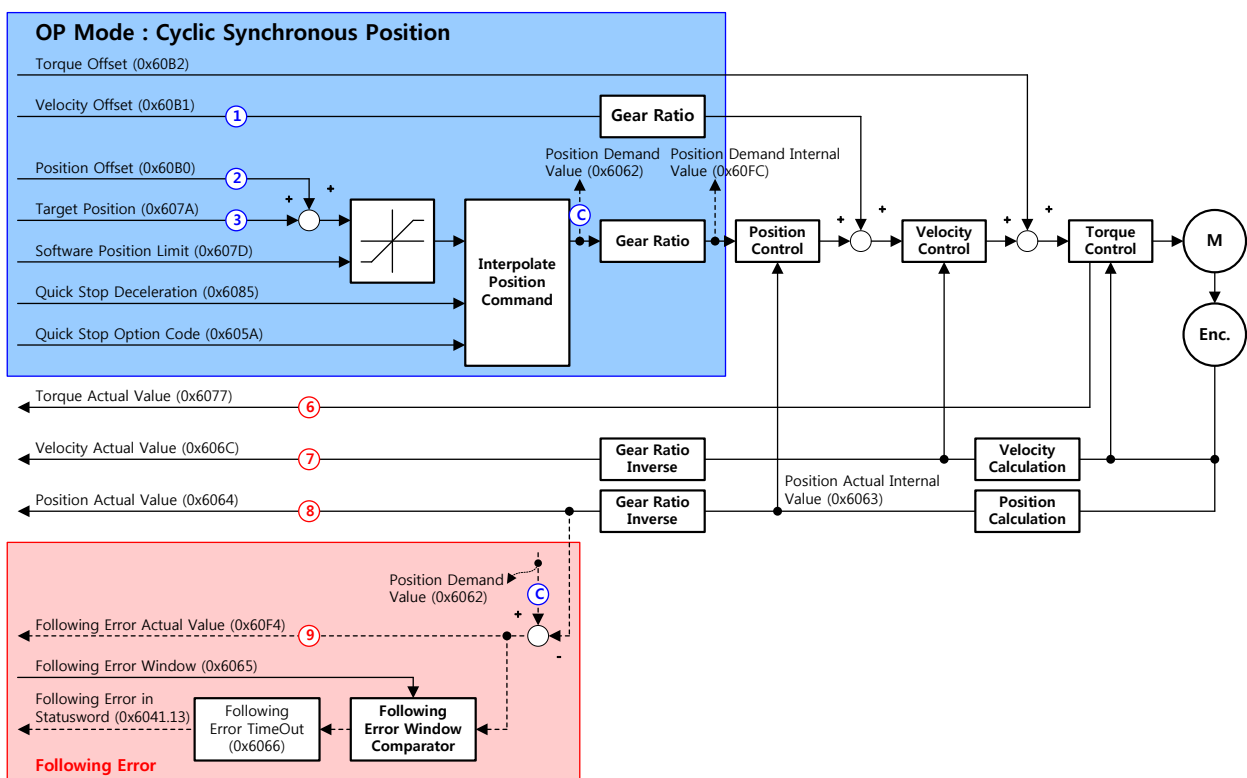 OP Mode : Cyclic Synchronous Position
Torque Offset (0x60B2)
Velocity Offset (0x60B1)
1
Gear Ratio
Position Demand
Value (0x6062)
Position Demand Internal
Value (0x60FC)
Position Offset (0x60B0)
2
+
+
Target Position (0x607A)
3
C
Software Position Limit (0x607D)
Interpolate
Position
Command
Gear Ratio
Position
Control
+
+
Velocity
Control
+
+
Torque
Control
M
Quick Stop Deceleration (0x6085)
Quick Stop Option Code (0x605A)
Enc.
Torque Actual Value (0x6077)
6
Velocity Actual Value (0x606C)
7
Gear Ratio
Inverse
Velocity
Calculation
Position Actual Value (0x6064)
8
Gear Ratio
Inverse
Position Actual Internal
Value (0x6063)
Position
Calculation
Position Demand
Value (0x6062)
C
+
-
Following Error Actual Value (0x60F4)
9
Following Error Window (0x6065)
Following Error in
Statusword (0x6041.13)
Following
Error TimeOut
(0x6066)
Following
Error Window
Comparator
Following Error